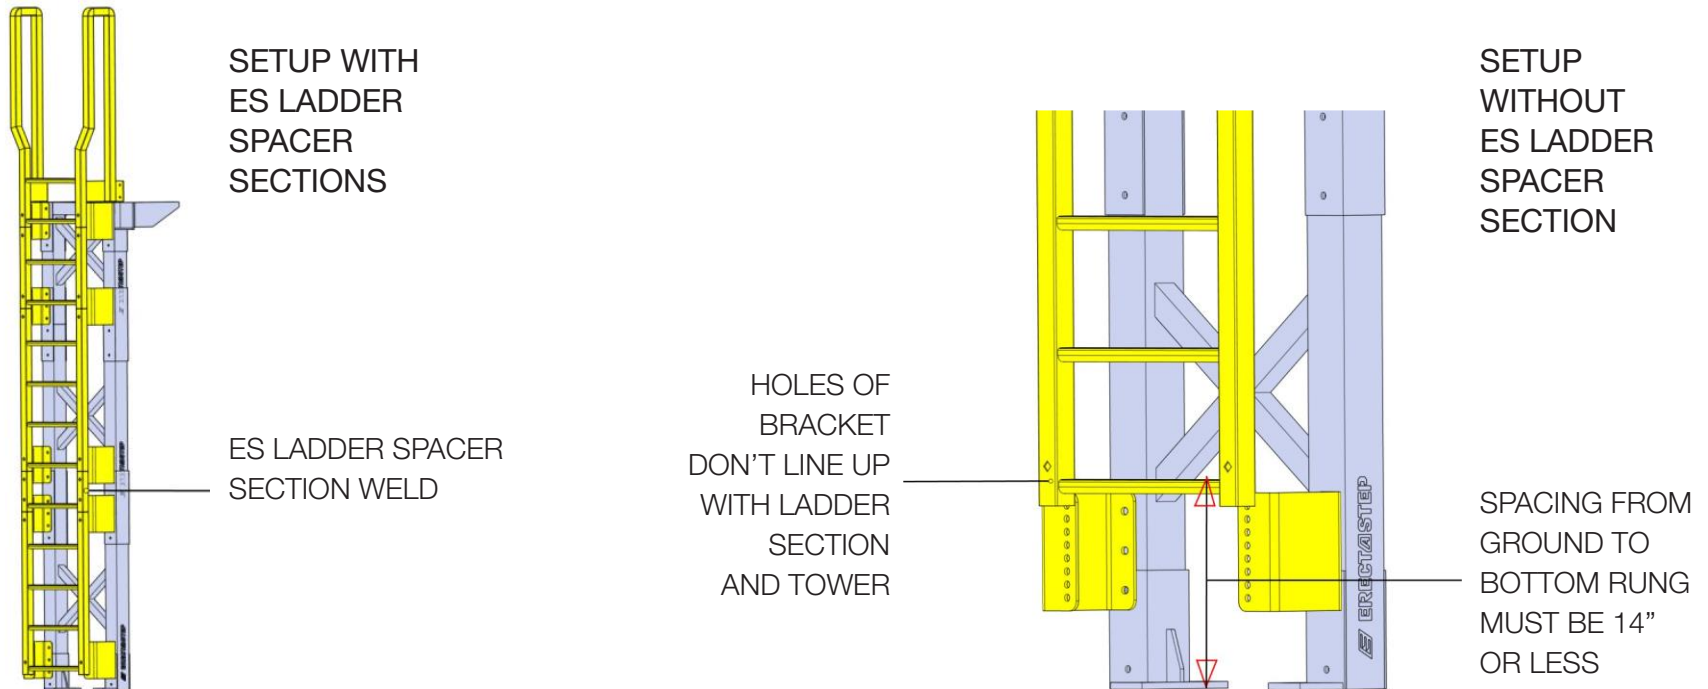 SETUP WITH
ES LADDER
SPACER
SECTIONS
ES LADDER SPACER
SECTION WELD
SETUP
WITHOUT
ES LADDER
SPACER
SECTION
HOLES OF
BRACKET
DON’T LINE UP
WITH LADDER
SECTION
AND TOWER
SPACING FROM
GROUND TO
BOTTOM RUNG
MUST BE 14”
OR LESS
ERECTASTEP